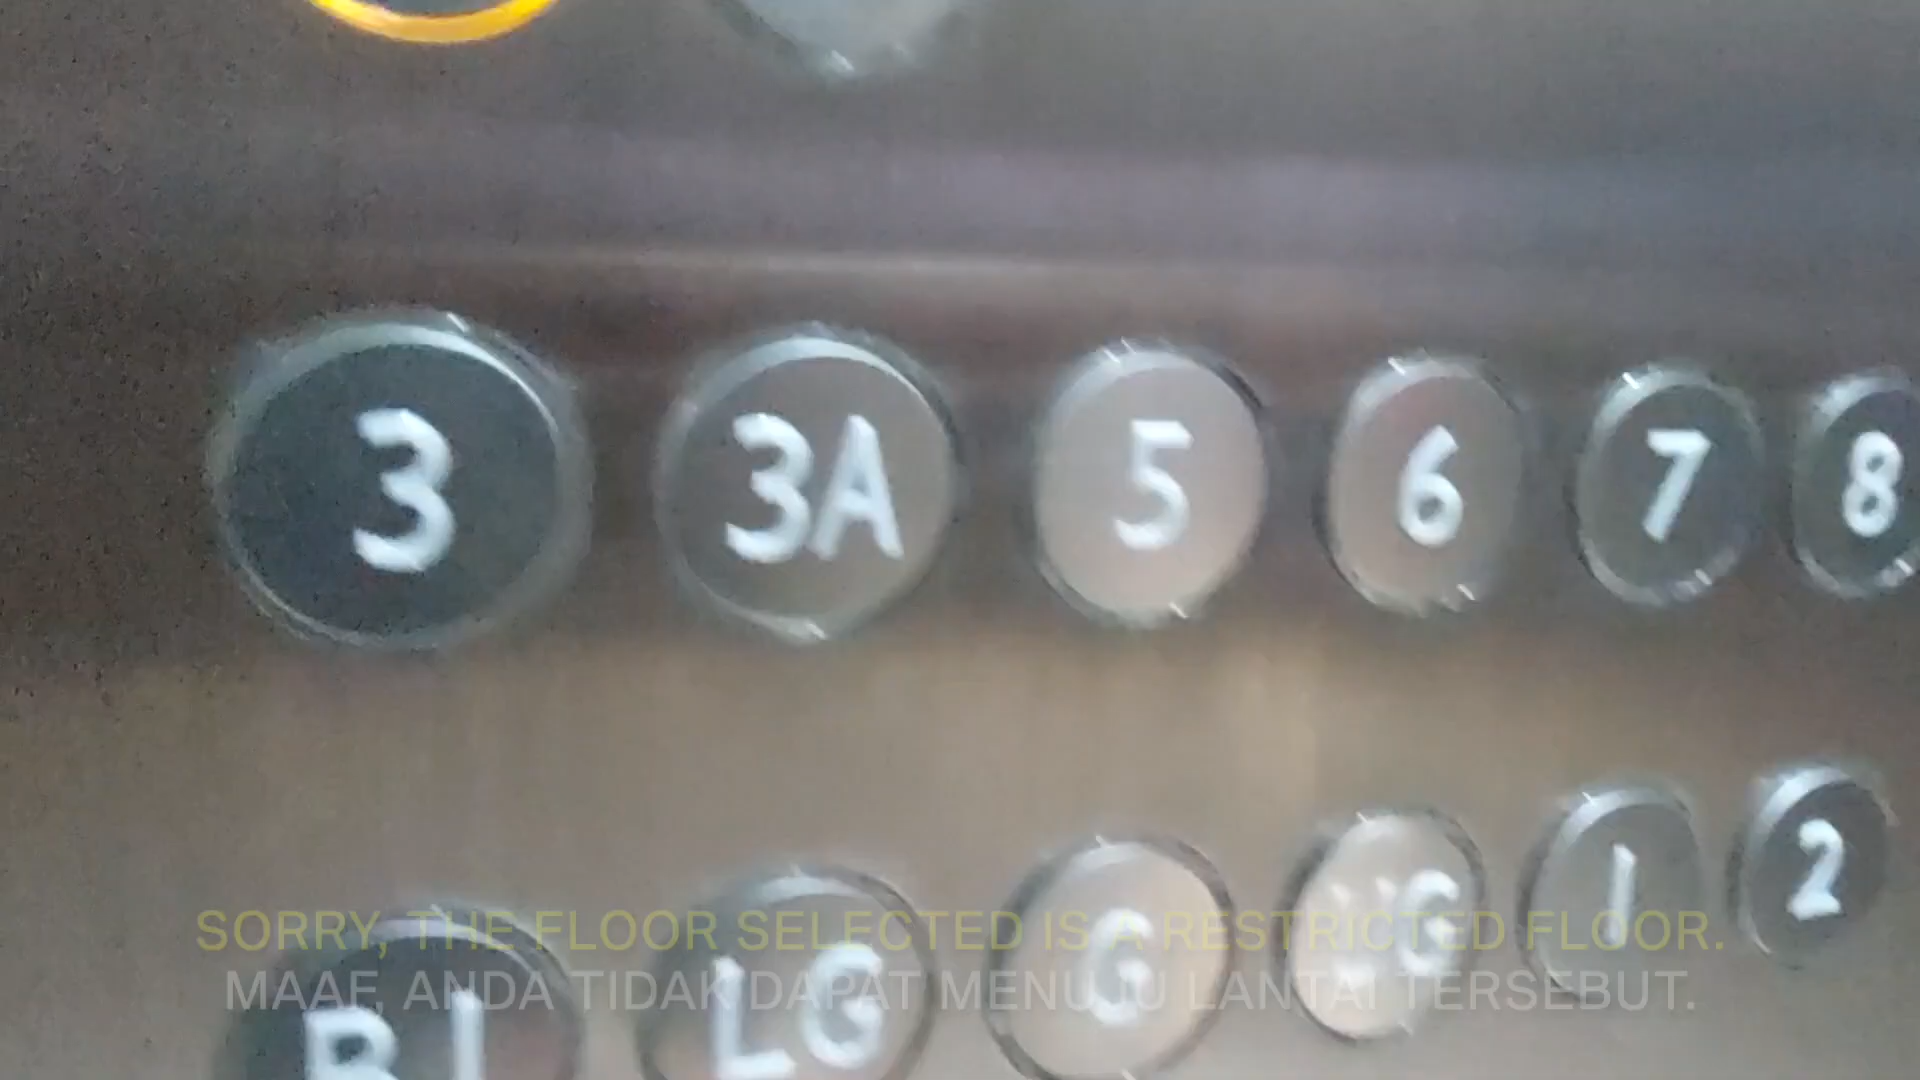 3 3A 5 6 7 8
B1 LG G 1 2
SORRY, THE FLOOR SELECTED IS A RESTRICTED FLOOR.
MAAF, ANDA TIDAK DAPAT MENUJU LANTAI TERSEBUT.